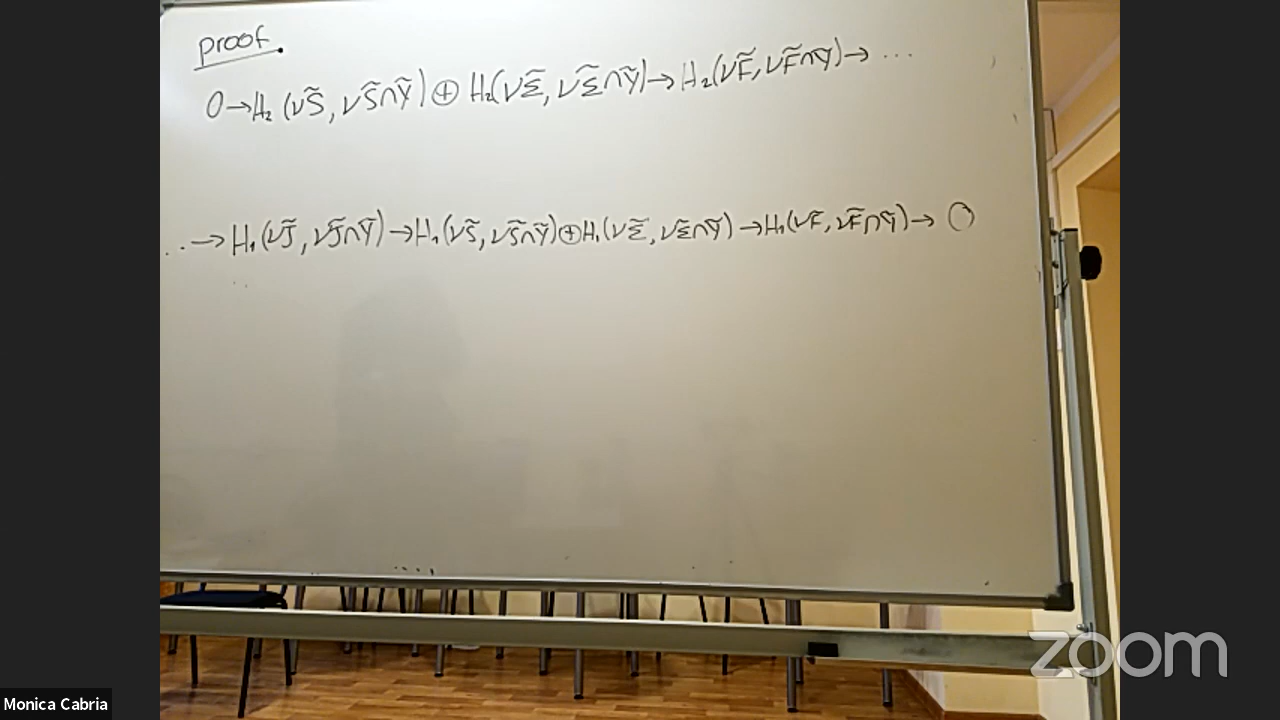 proof.
0→H₂(νS̃, νS̃∩Ỹ)⊕H₂(νΣ̃, νΣ̃∩Ỹ)→H₂(νF̃, νF̃∩Ỹ)→ ...
..→H₁(νJ̃, νJ̃∩Ỹ)→H₁(νS̃, νS̃∩Ỹ)⊕H₁(νΣ̃, νΣ̃∩Ỹ)→H₁(νF̃, νF̃∩Ỹ)→ 0
zoom
Monica Cabria